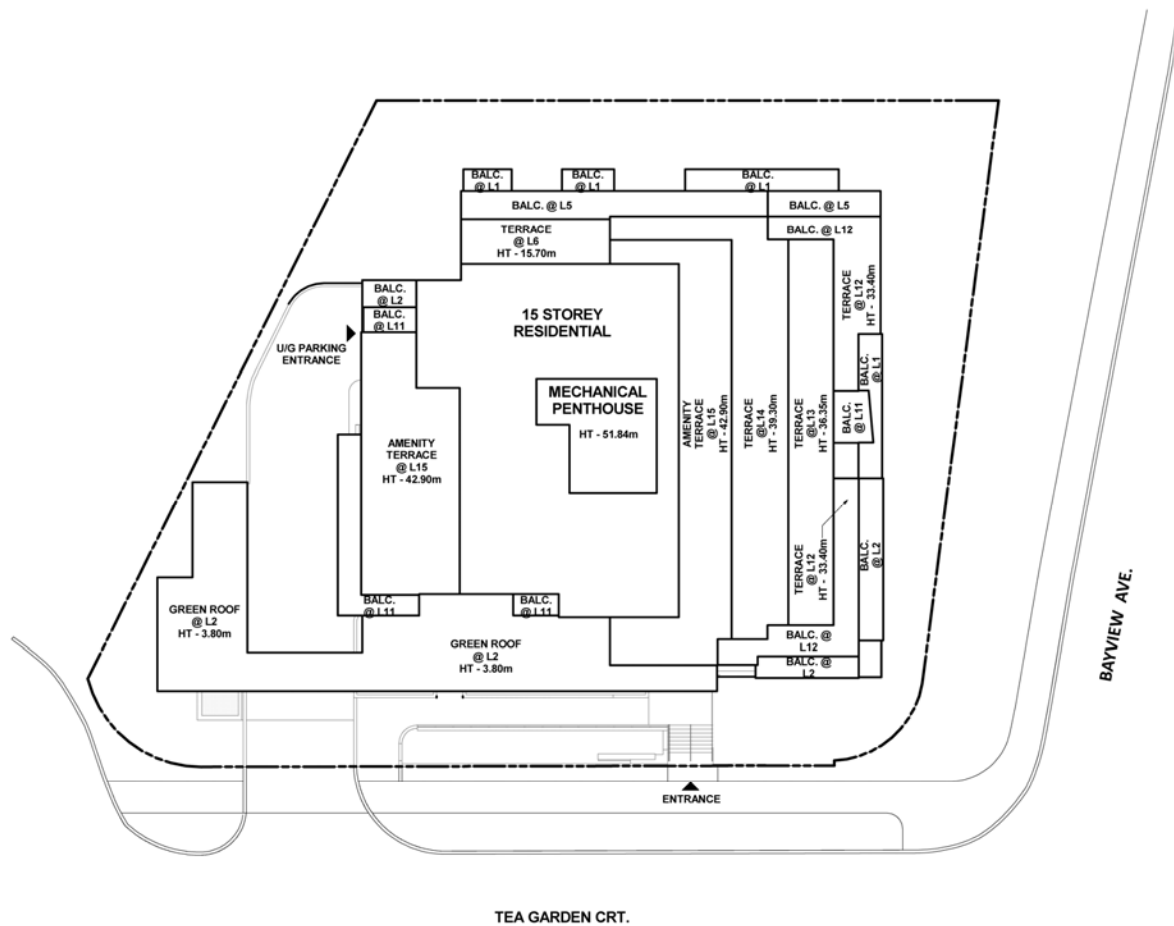 BALC.
@ L1
BALC.
@ L1
BALC.
@ L1
BALC. @ L5
BALC. @ L5
TERRACE
@ L6
HT - 15.70m
BALC. @ L12
TERRACE
@ L12
HT - 33.40m
BALC.
@ L2
BALC.
@ L11
U/G PARKING
ENTRANCE
15 STOREY
RESIDENTIAL
MECHANICAL
PENTHOUSE
HT - 51.84m
AMENITY
TERRACE
@ L15
HT - 42.90m
AMENITY
TERRACE
@ L15
HT - 42.90m
TERRACE
@L14
HT - 39.30m
TERRACE
@L13
HT - 36.35m
BALC.
@ L1
BALC.
@ L11
TERRACE
@ L12
HT - 33.40m
BALC.
@ L2
GREEN ROOF
@ L2
HT - 3.80m
BALC.
@ L11
BALC.
@ L11
GREEN ROOF
@ L2
HT - 3.80m
BALC. @
L12
BALC. @
L2
BAYVIEW AVE.
ENTRANCE
TEA GARDEN CRT.